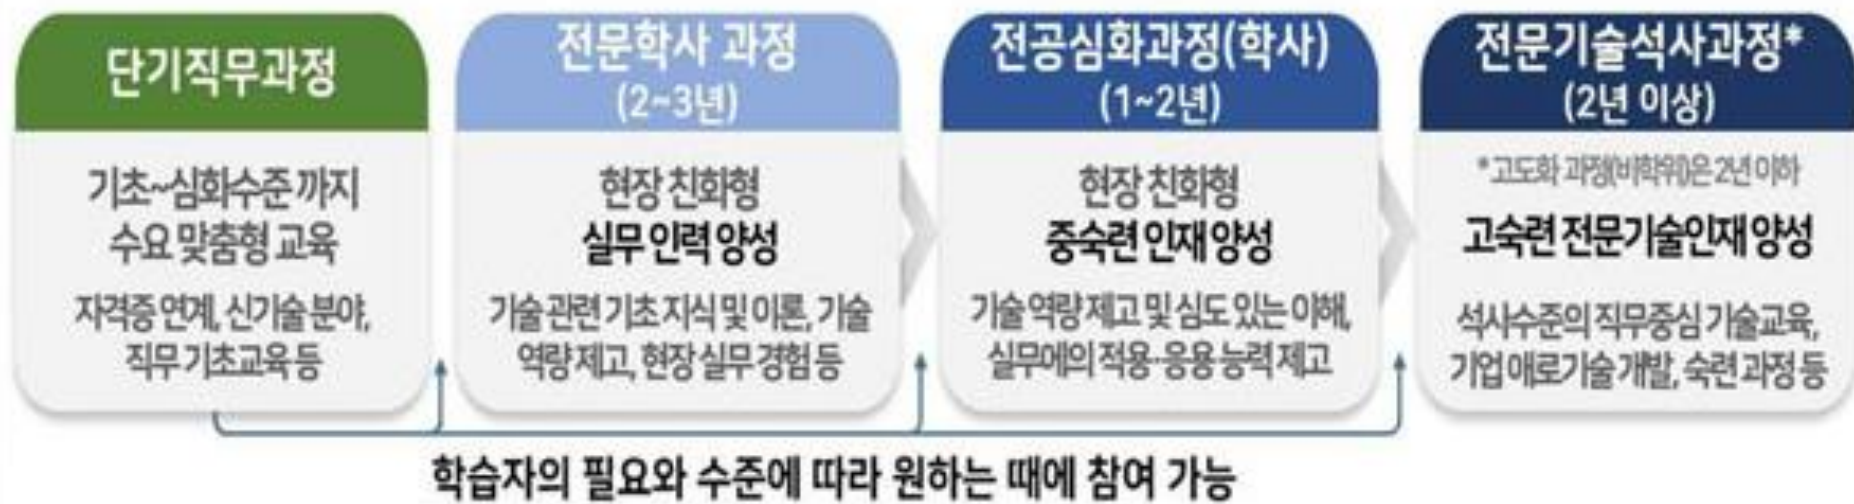 단기직무과정
기초~심화수준 까지
수요 맞춤형 교육
자격증 연계, 신기술 분야,
직무 기초교육 등
전문학사 과정
(2~3년)
현장 친화형
실무 인력 양성
기술 관련 기초 지식 및 이론, 기술
역량 제고, 현장 실무 경험 등
전공심화과정(학사)
(1~2년)
현장 친화형
중숙련 인재 양성
기술 역량 제고 및 심도 있는 이해,
실무에의 적용·응용 능력 제고
전문기술석사과정*
(2년 이상)
*고도화 과정(비학위)은 2년 이하
고숙련 전문기술인재 양성
석사수준의 직무중심 기술교육,
기업 애로기술 개발, 숙련 과정 등
학습자의 필요와 수준에 따라 원하는 때에 참여 가능